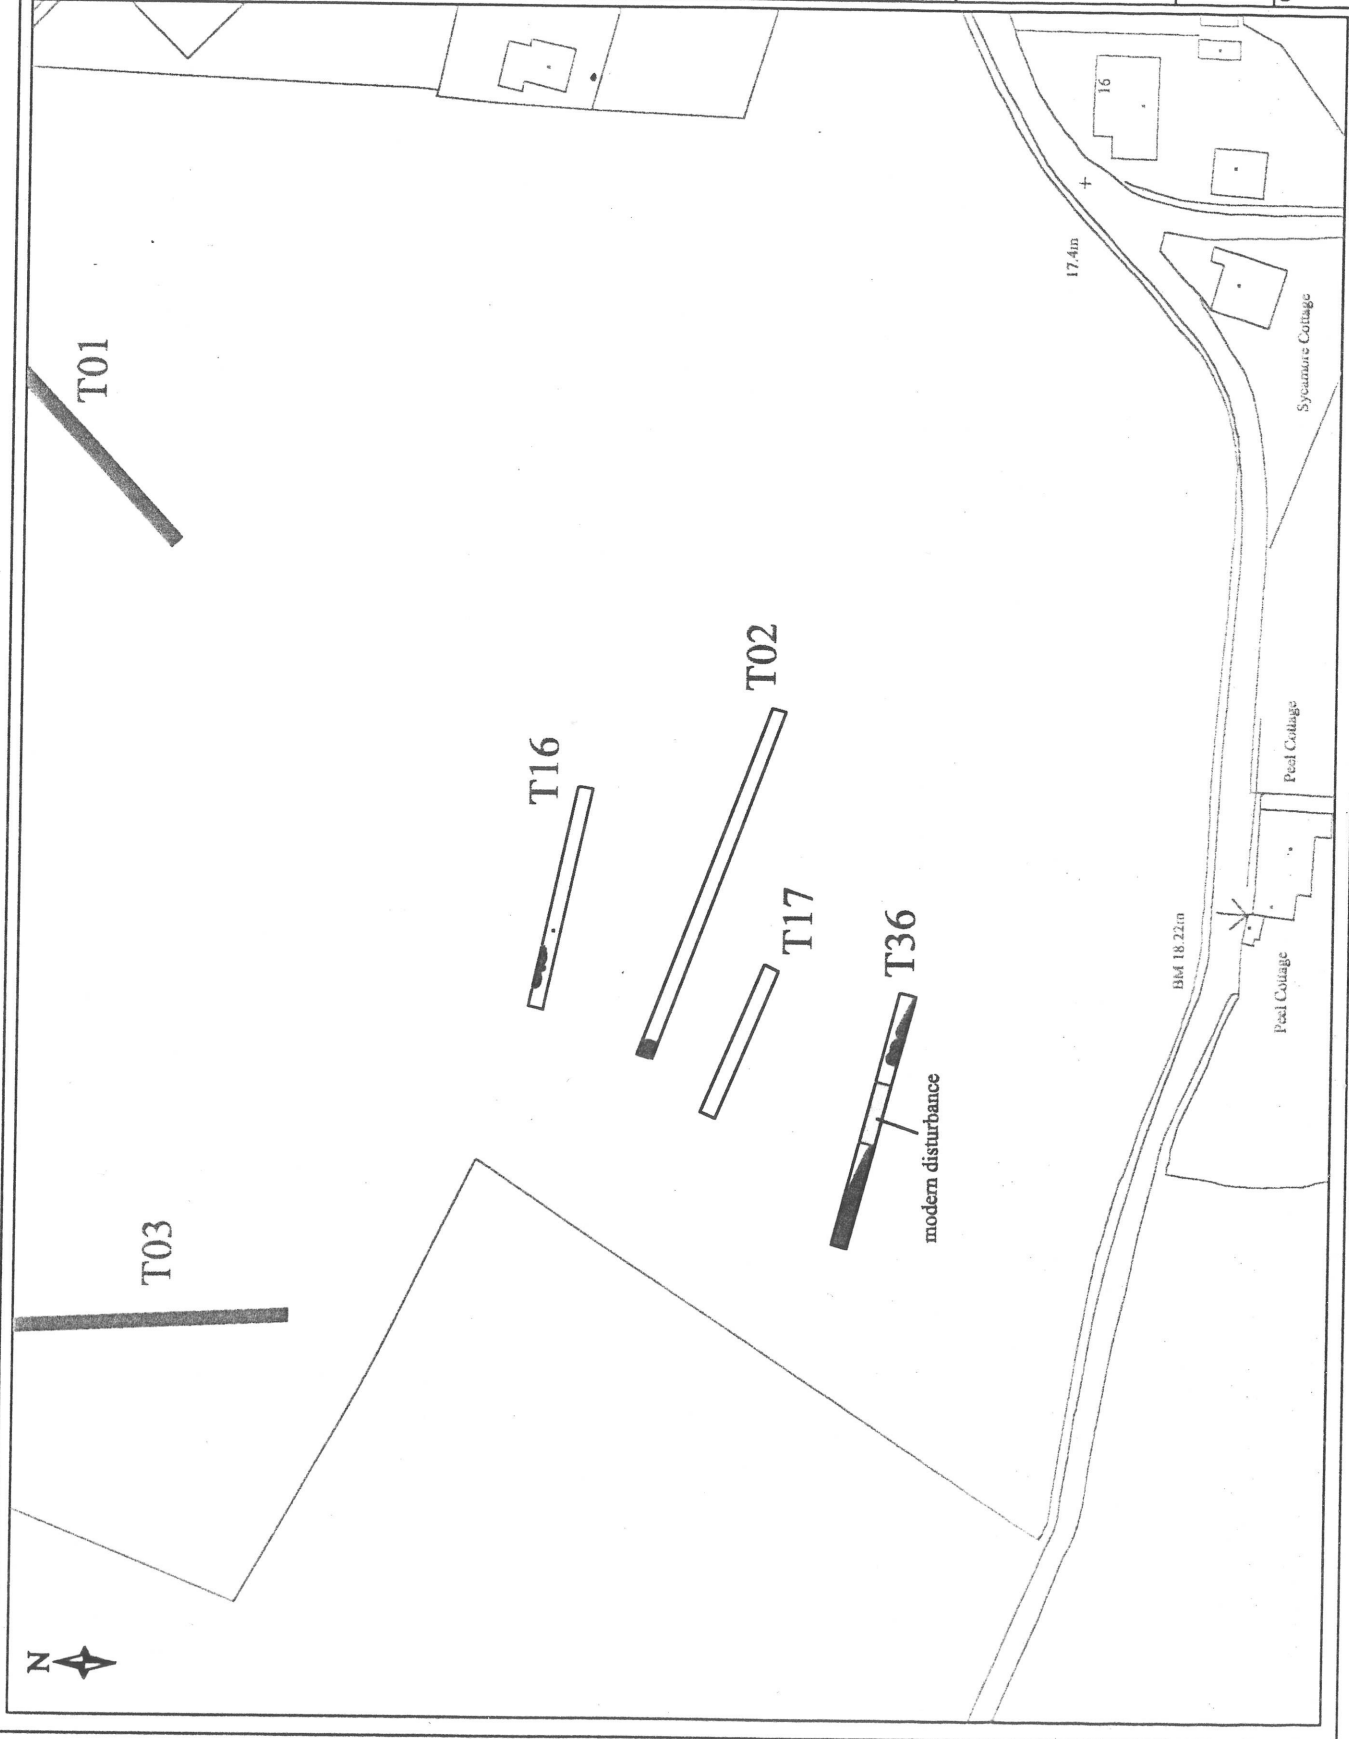 N
T03
T01
T16
T02
T17
T36
modern disturbance
16
17.4m
Sycamore Cottage
BM 18.22m
Peel Cottage
Peel Cottage